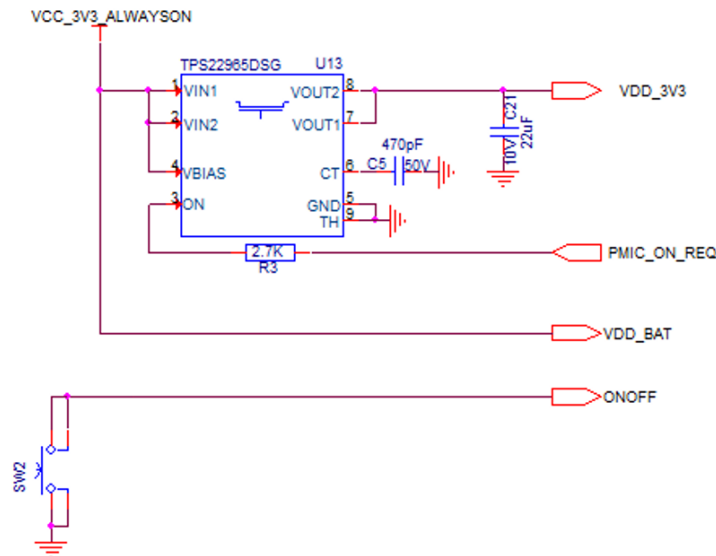 VCC_3V3_ALWAYSON
TPS22965DSG U13
1 VIN1 VOUT2 8 VDD_3V3
2 VIN2 VOUT1 7
C21
22uF
10V
470pF
4 VBIAS CT 6 C5 50V
3 ON GND 5
TH 9
2.7K
R3
PMIC_ON_REQ
VDD_BAT
ONOFF
SW2